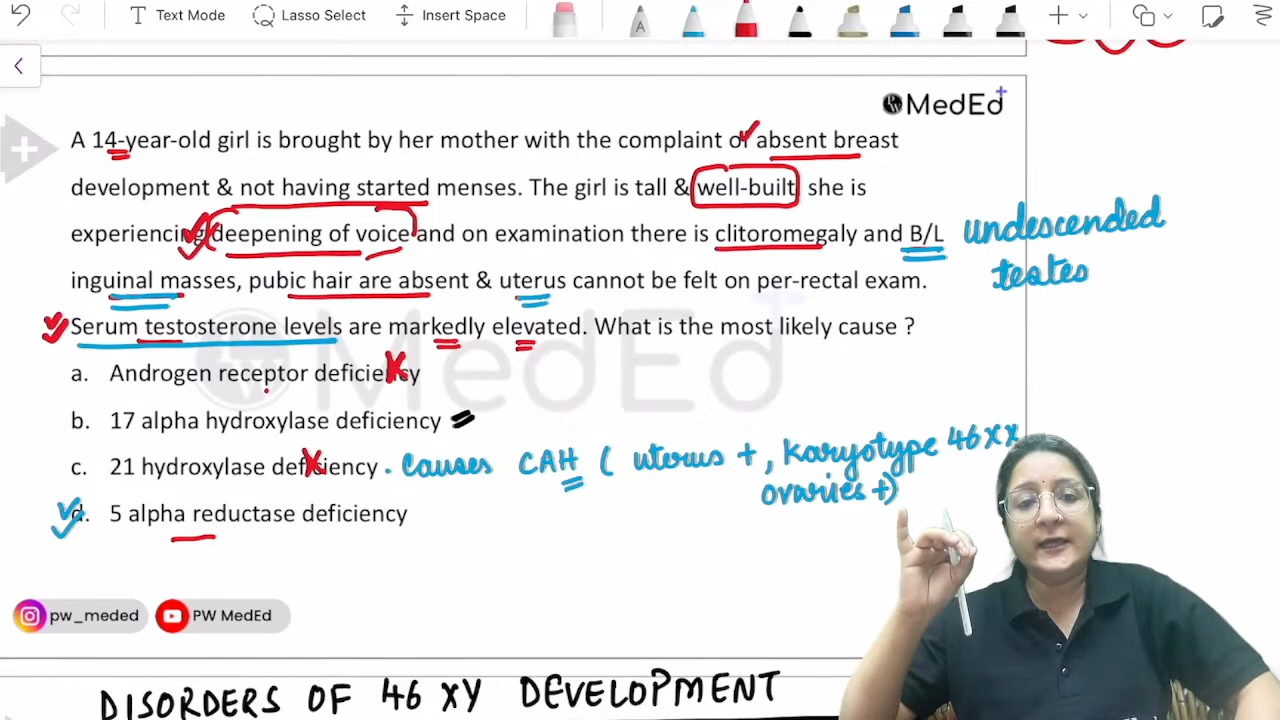 Text Mode
Lasso Select
Insert Space
MedEd
A 14-year-old girl is brought by her mother with the complaint of absent breast
development & not having started menses. The girl is tall & well-built she is
experiencing deepening of voice and on examination there is clitoromegaly and B/L undescended
testes
inguinal masses, pubic hair are absent & uterus cannot be felt on per-rectal exam.
Serum testosterone levels are markedly elevated. What is the most likely cause ?
MedEd
a. Androgen receptor deficiency
b. 17 alpha hydroxylase deficiency
c. 21 hydroxylase deficiency . causes CAH ( uterus +, karyotype 46 XX
ovaries +)
d. 5 alpha reductase deficiency
pw_meded
PW MedEd
DISORDERS OF 46 XY DEVELOPMENT